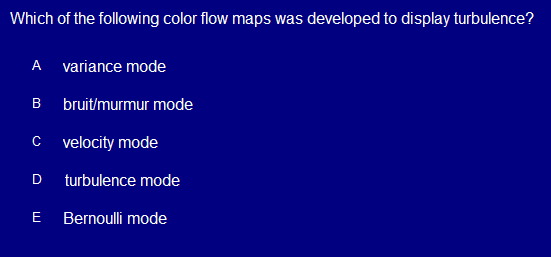 Which of the following color flow maps was developed to display turbulence?
A variance mode
B bruit/murmur mode
C velocity mode
D turbulence mode
E Bernoulli mode